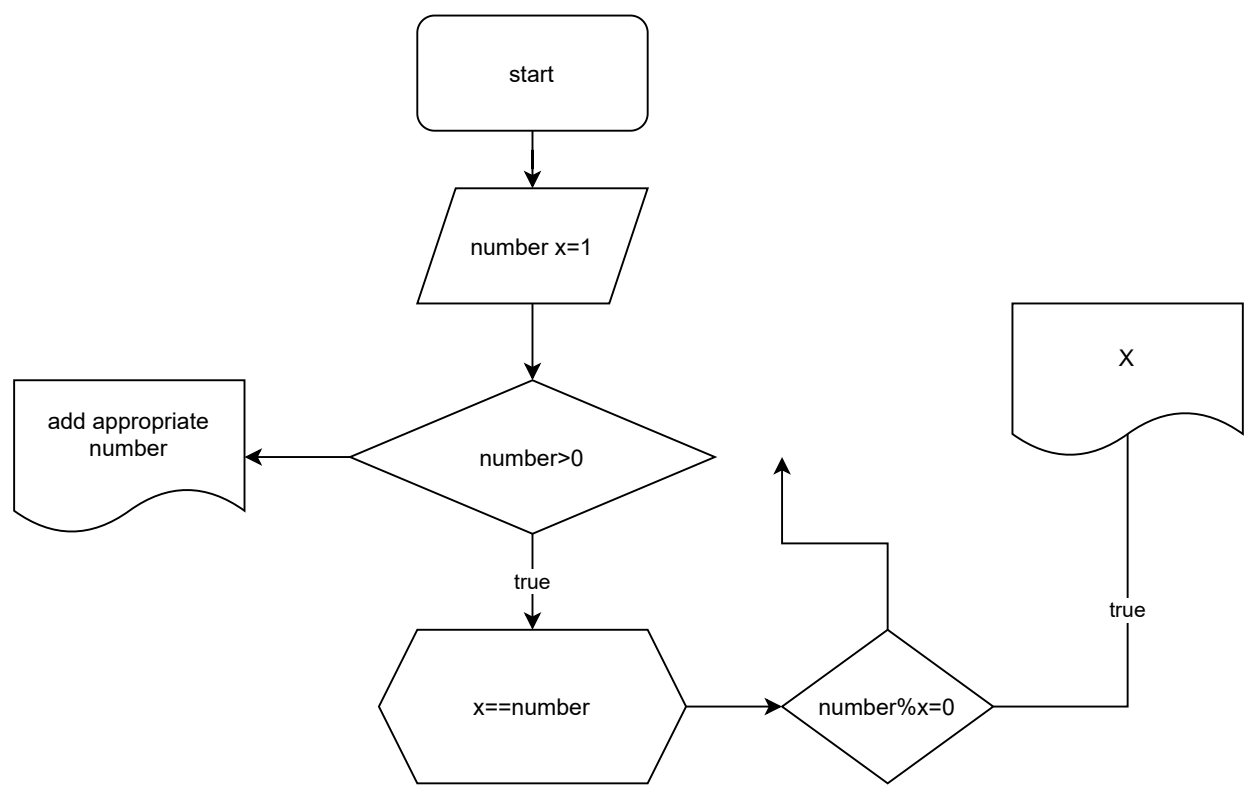 start
number x=1
add appropriate
number
number>0
true
x==number
number%x=0
true
X